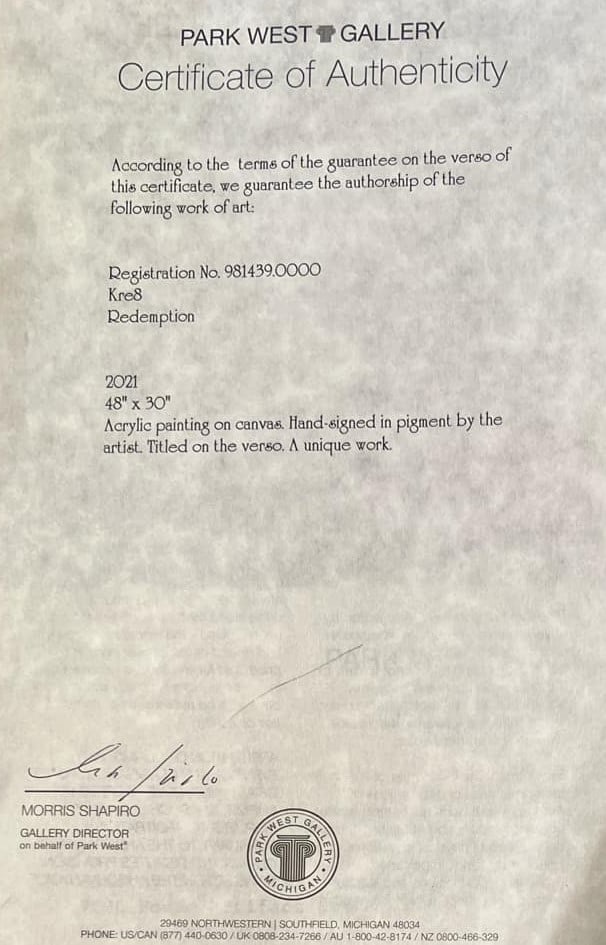 PARK WEST GALLERY
Certificate of Authenticity
According to the terms of the guarantee on the verso of
this certificate, we guarantee the authorship of the
following work of art:
Registration No. 981439.0000
Kre8
Redemption
2021
48" x 30"
Acrylic painting on canvas. Hand-signed in pigment by the
artist. Titled on the verso. A unique work.
MORRIS SHAPIRO
GALLERY DIRECTOR
on behalf of Park West®
PARK WEST GALLERY
MICHIGAN
29469 NORTHWESTERN | SOUTHFIELD, MICHIGAN 48034
PHONE: US/CAN (877) 440-0630 / UK 0808-234-7266 / AU 1-800-42-8174 / NZ 0800-466-329